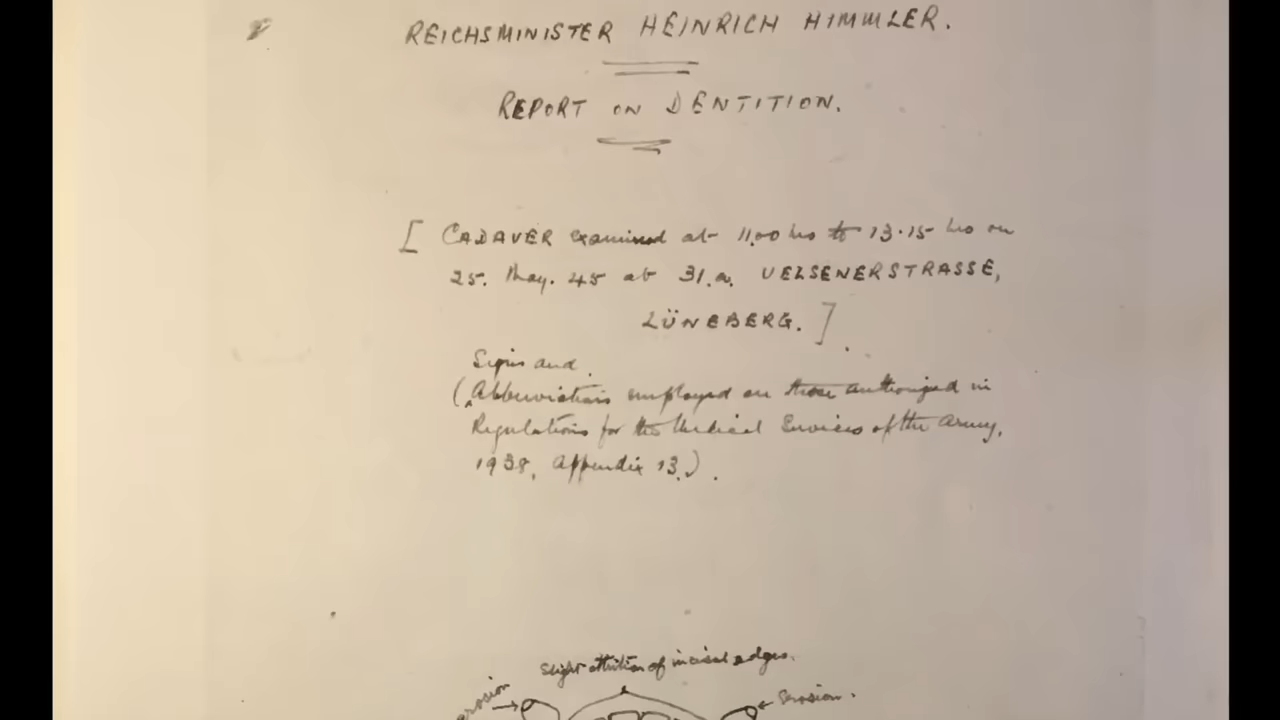 REICHSMINISTER HEINRICH HIMMLER.
REPORT ON DENTITION.
[ CADAVER examined at 11.00 hrs to 13.15 hrs on
25. May. 45 at 31.a. UELSENERSTRASSE,
LÜNEBERG. ].
Signs and
(Abbreviations employed are those authorized in
Regulations for the Medical Services of the Army,
1938, Appendix 13.).
Slight attrition of incisal edges.
erosion
Erosion.